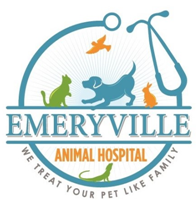 EMERYVILLE
ANIMAL HOSPITAL
WE TREAT YOUR PET LIKE FAMILY